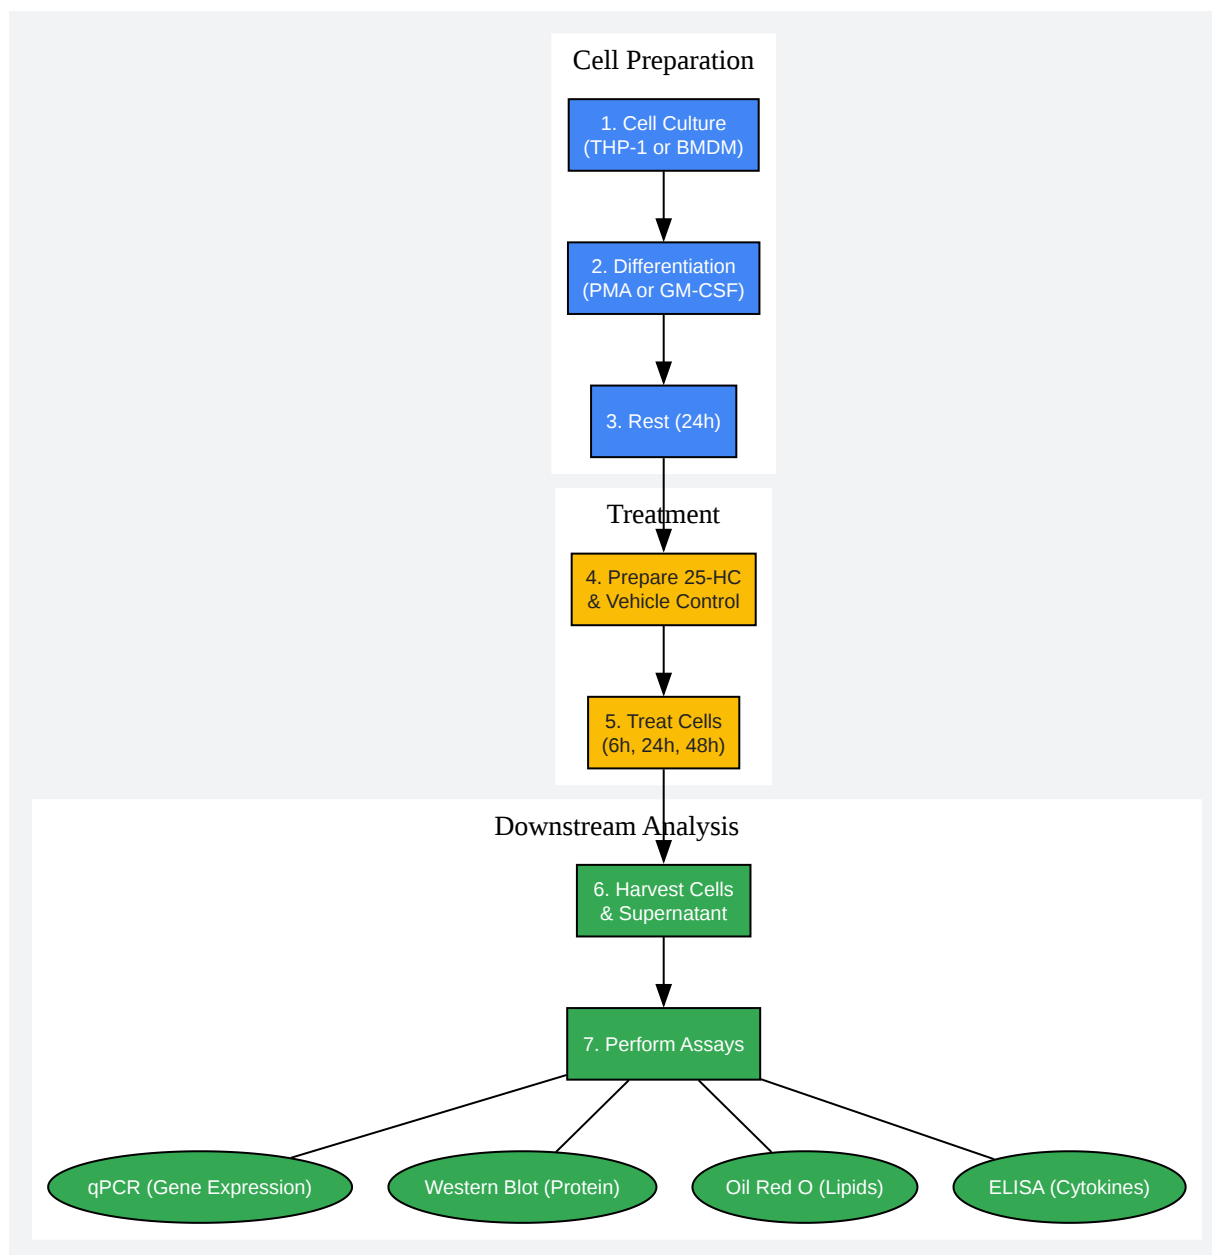 Cell Preparation
1. Cell Culture
(THP-1 or BMDM)
2. Differentiation
(PMA or GM-CSF)
3. Rest (24h)
Treatment
4. Prepare 25-HC
& Vehicle Control
5. Treat Cells
(6h, 24h, 48h)
Downstream Analysis
6. Harvest Cells
& Supernatant
7. Perform Assays
qPCR (Gene Expression)
Western Blot (Protein)
Oil Red O (Lipids)
ELISA (Cytokines)